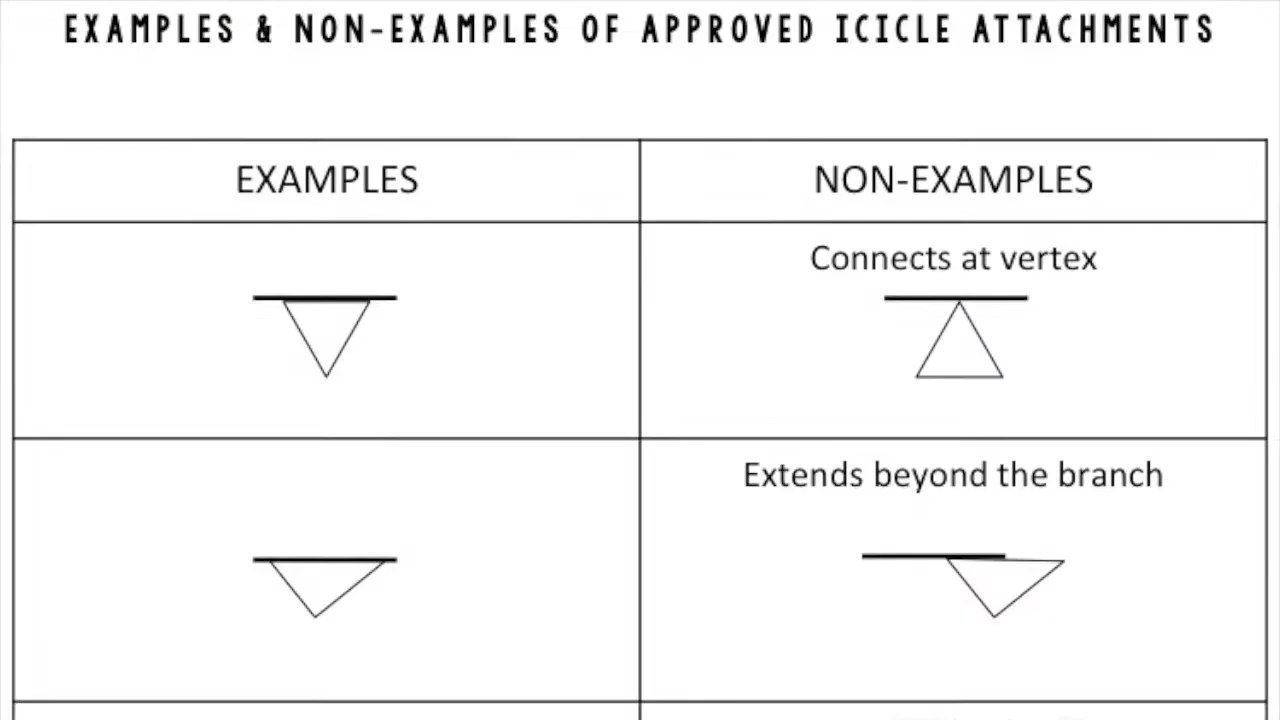 EXAMPLES & NON-EXAMPLES OF APPROVED ICICLE ATTACHMENTS
EXAMPLES
NON-EXAMPLES
Connects at vertex
Extends beyond the branch